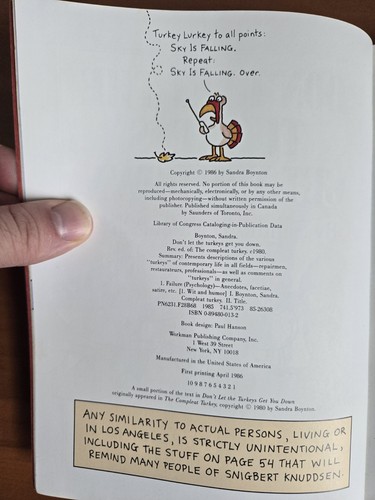 Turkey Lurkey to all points:
SKY IS FALLING.
Repeat:
SKY IS FALLING. Over.
Copyright © 1986 by Sandra Boynton
All rights reserved. No portion of this book may be
reproduced—mechanically, electronically, or by any other means,
including photocopying—without written permission of the
publisher. Published simultaneously in Canada
by Saunders of Toronto, Inc.
Library of Congress Cataloging-in-Publication Data
Boynton, Sandra.
Don't let the turkeys get you down.
Rev. ed. of: The compleat turkey. c1980.
Summary: Presents descriptions of the various
"turkeys" of contemporary life in all fields—repairmen,
restaurateurs, professionals—as well as comments on
"turkeys" in general.
1. Failure (Psychology)—Anecdotes, facetiae,
satire, etc. [1. Wit and humor] I. Boynton, Sandra.
Compleat turkey. II. Title.
PN6231.F28B68 1985 741.5'973 85-26308
ISBN 0-89480-013-2
Book design: Paul Hanson
Workman Publishing Company, Inc.
1 West 39 Street
New York, NY 10018
Manufactured in the United States of America
First printing April 1986
10 9 8 7 6 5 4 3 2 1
A small portion of the text in Don't Let the Turkeys Get You Down
originally appeared in The Compleat Turkey, copyright © 1980 by Sandra Boynton.
ANY SIMILARITY TO ACTUAL PERSONS, LIVING OR
IN LOS ANGELES, IS STRICTLY UNINTENTIONAL,
INCLUDING THE STUFF ON PAGE 54 THAT WILL
REMIND MANY PEOPLE OF SNIGBERT KNUDDSEN.